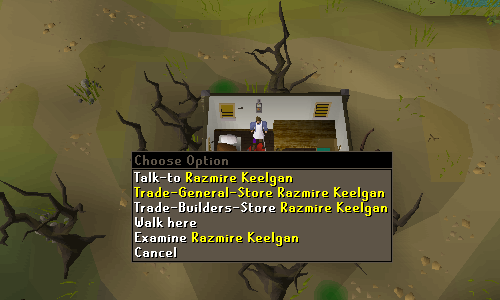 Choose Option
Talk-to Razmire Keelgan
Trade-General-Store Razmire Keelgan
Trade-Builders-Store Razmire Keelgan
Walk here
Examine Razmire Keelgan
Cancel